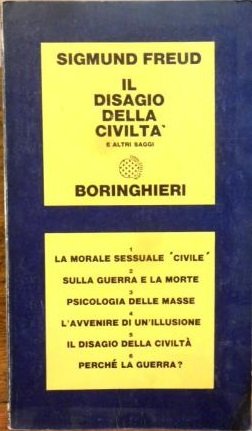 SIGMUND FREUD
IL
DISAGIO
DELLA
CIVILTÀ
E ALTRI SAGGI
BORINGHIERI
1
LA MORALE SESSUALE "CIVILE"
2
SULLA GUERRA E LA MORTE
3
PSICOLOGIA DELLE MASSE
4
L'AVVENIRE DI UN'ILLUSIONE
5
IL DISAGIO DELLA CIVILTÀ
6
PERCHÉ LA GUERRA?